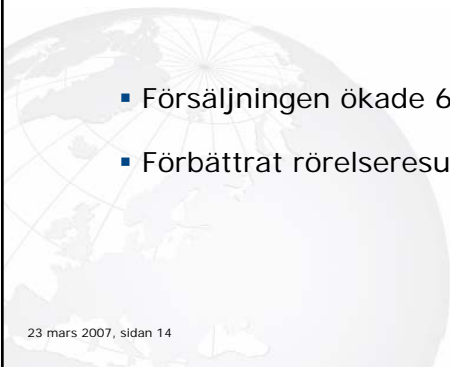 ▪ Försäljningen ökade 6
▪ Förbättrat rörelseresu
23 mars 2007, sidan 14